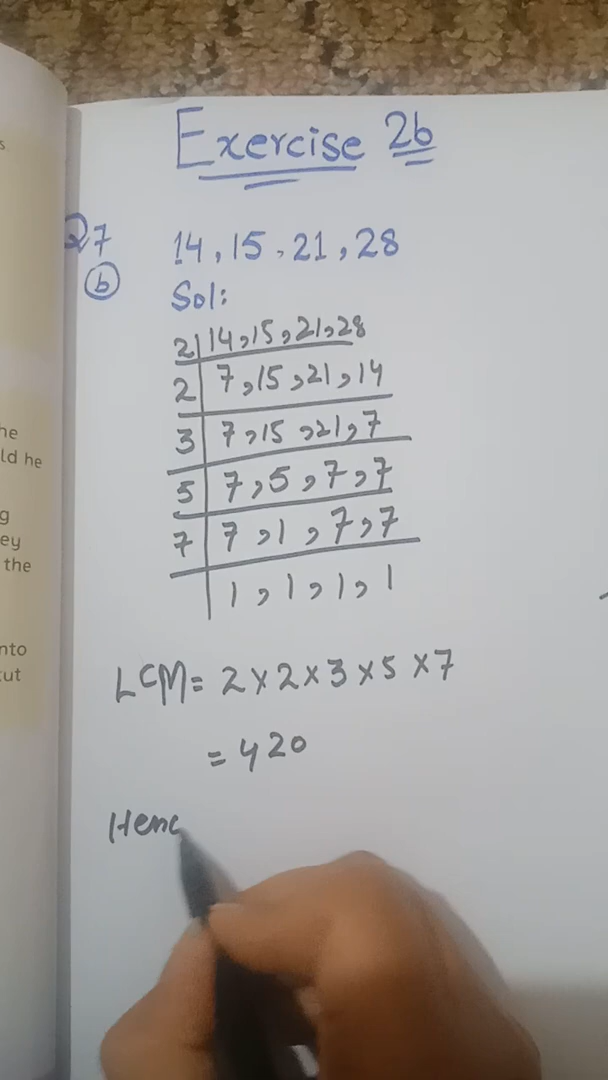 Exercise 2b
Q7 14, 15, 21, 28
(b) Sol:
2 | 14, 15, 21, 28
2 | 7, 15, 21, 14
3 | 7, 15, 21, 7
5 | 7, 5, 7, 7
7 | 7, 1, 7, 7
| 1, 1, 1, 1
LCM = 2 × 2 × 3 × 5 × 7
= 420
Henc
the